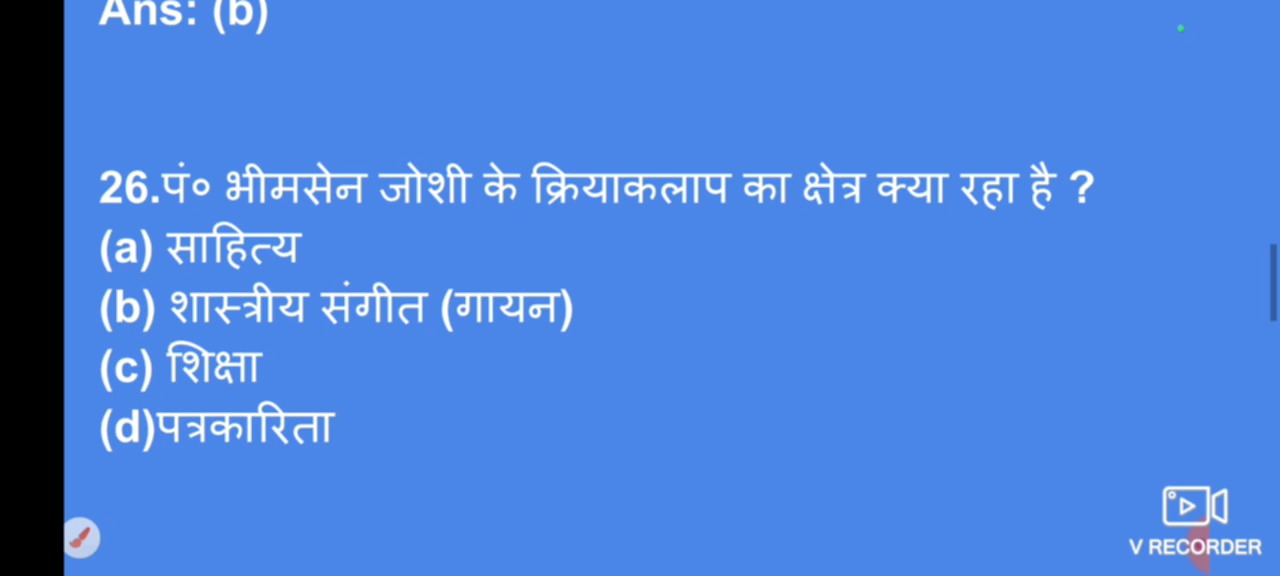 Ans: (b)
26.पं० भीमसेन जोशी के क्रियाकलाप का क्षेत्र क्या रहा है ?
(a) साहित्य
(b) शास्त्रीय संगीत (गायन)
(c) शिक्षा
(d)पत्रकारिता
V RECORDER